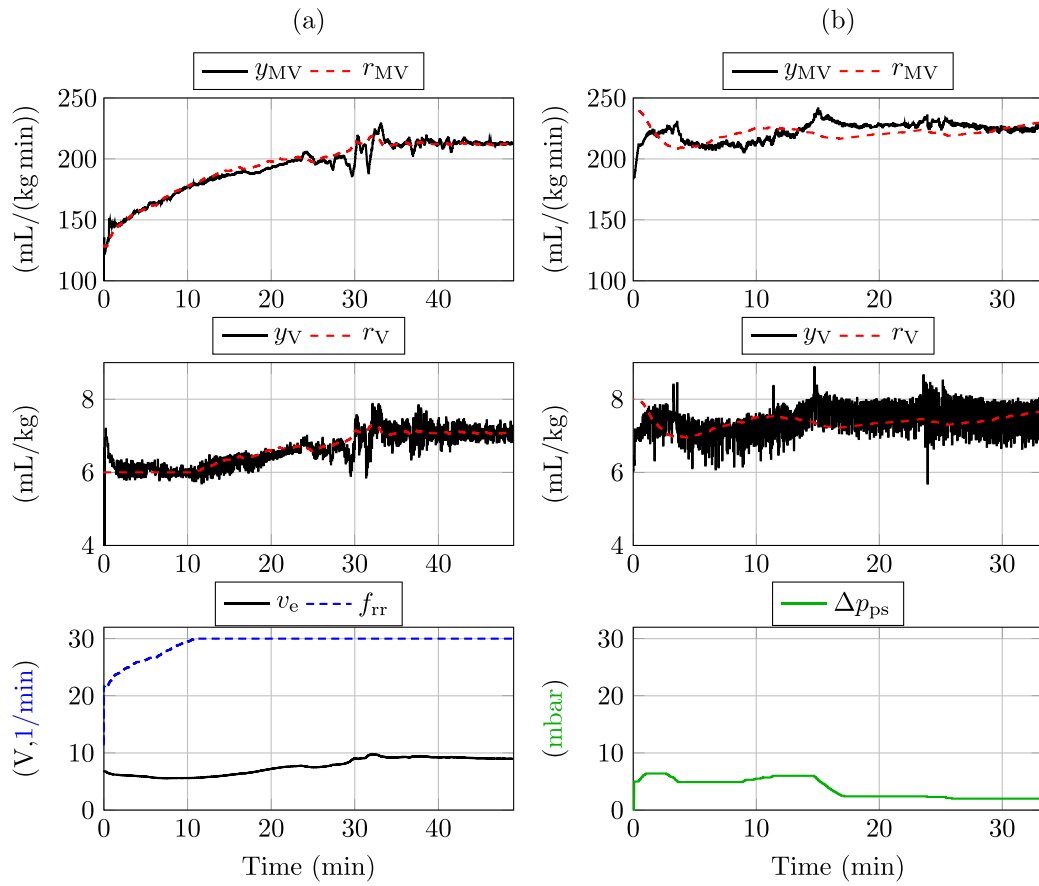 (a)
y_MV r_MV
(mL/(kg min))
250
200
150
100
0 10 20 30 40
y_V r_V
(mL/kg)
8
6
4
0 10 20 30 40
v_e f_rr
(V,1/min)
30
20
10
0
0 10 20 30 40
Time (min)
(b)
y_MV r_MV
(mL/(kg min))
250
200
150
100
0 10 20 30
y_V r_V
(mL/kg)
8
6
4
0 10 20 30
Δp_ps
(mbar)
30
20
10
0
0 10 20 30
Time (min)